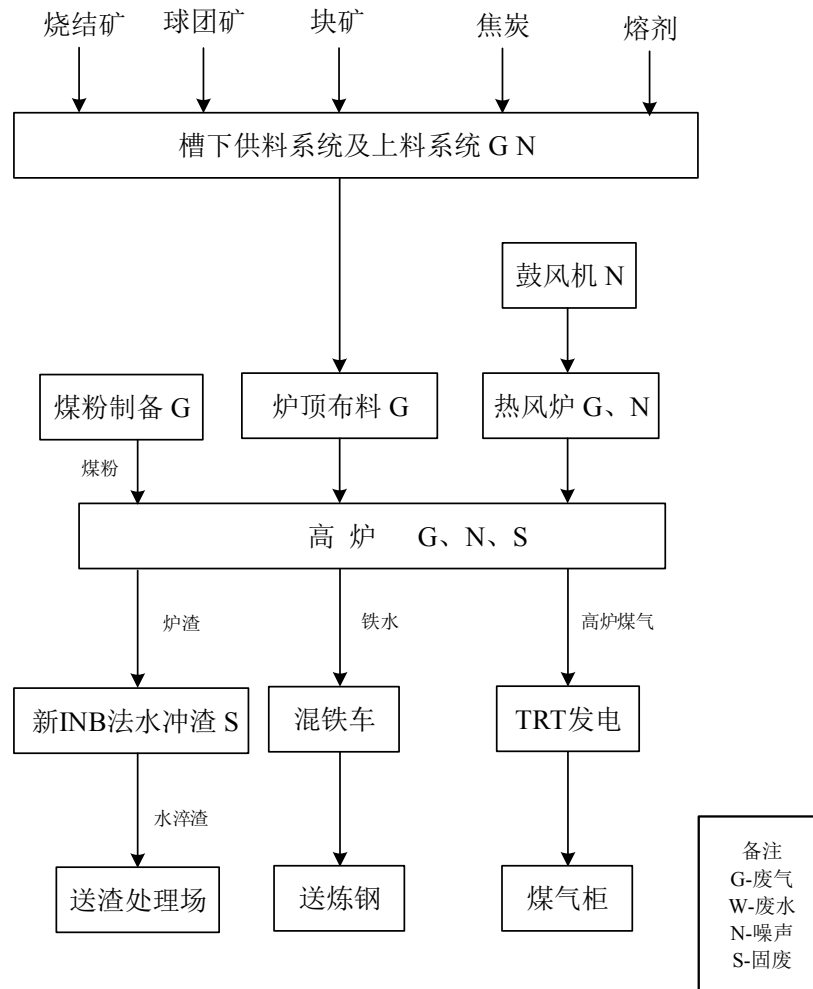 烧结矿
球团矿
块矿
焦炭
熔剂
槽下供料系统及上料系统 G N
鼓风机 N
煤粉制备 G
炉顶布料 G
热风炉 G、N
煤粉
高 炉 G、N、S
炉渣
铁水
高炉煤气
新INB法水冲渣 S
混铁车
TRT发电
水淬渣
送渣处理场
送炼钢
煤气柜
备注
G-废气
W-废水
N-噪声
S-固废